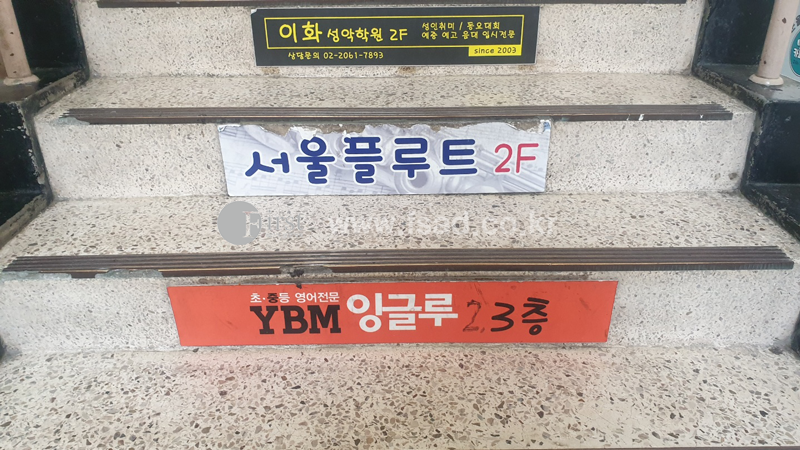 이화 성악학원 2F
성인취미 / 동요대회
예중 예고 음대 입시전문
상담문의 02-2061-7893
since 2003
서울플루트 2F
www.iscd.co.kr
초·중등 영어전문
YBM 잉글루 2,3층